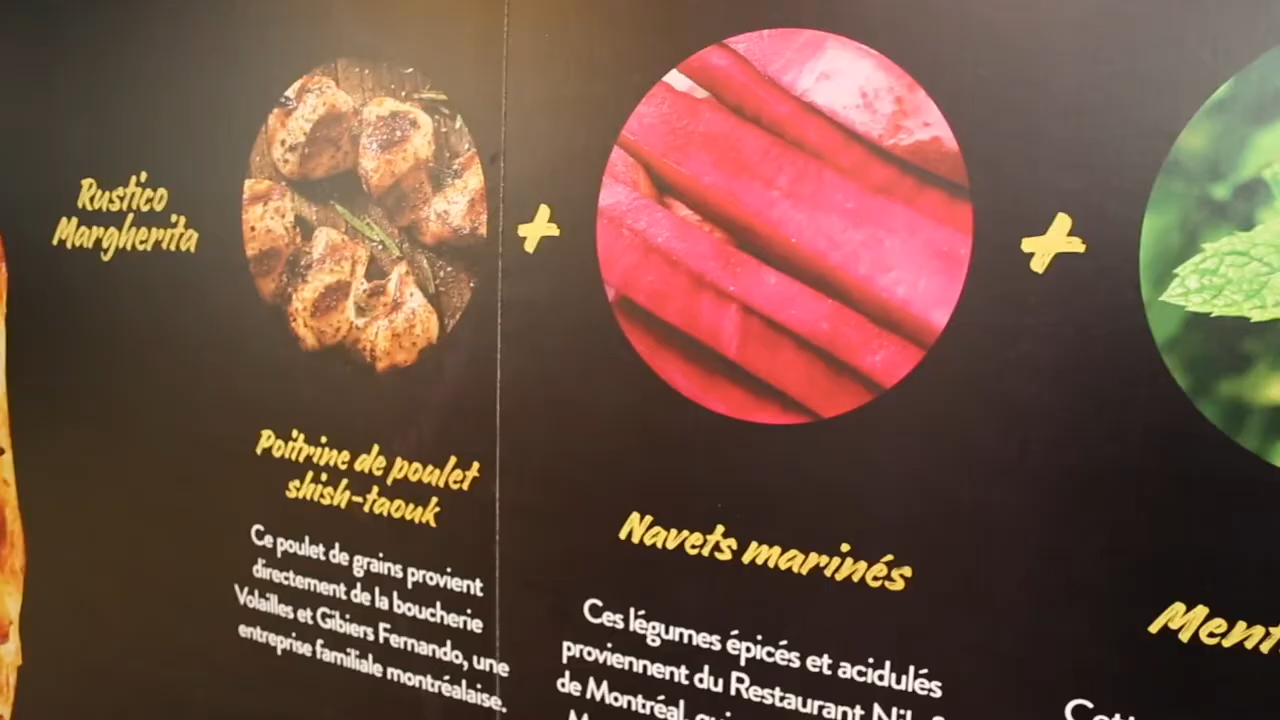 Rustico
Margherita
+
+
Poitrine de poulet
shish-taouk
Ce poulet de grains provient
directement de la boucherie
Volailles et Gibiers Fernando, une
entreprise familiale montréalaise.
Navets marinés
Ces légumes épicés et acidulés
proviennent du Restaurant
de Montréal, qui